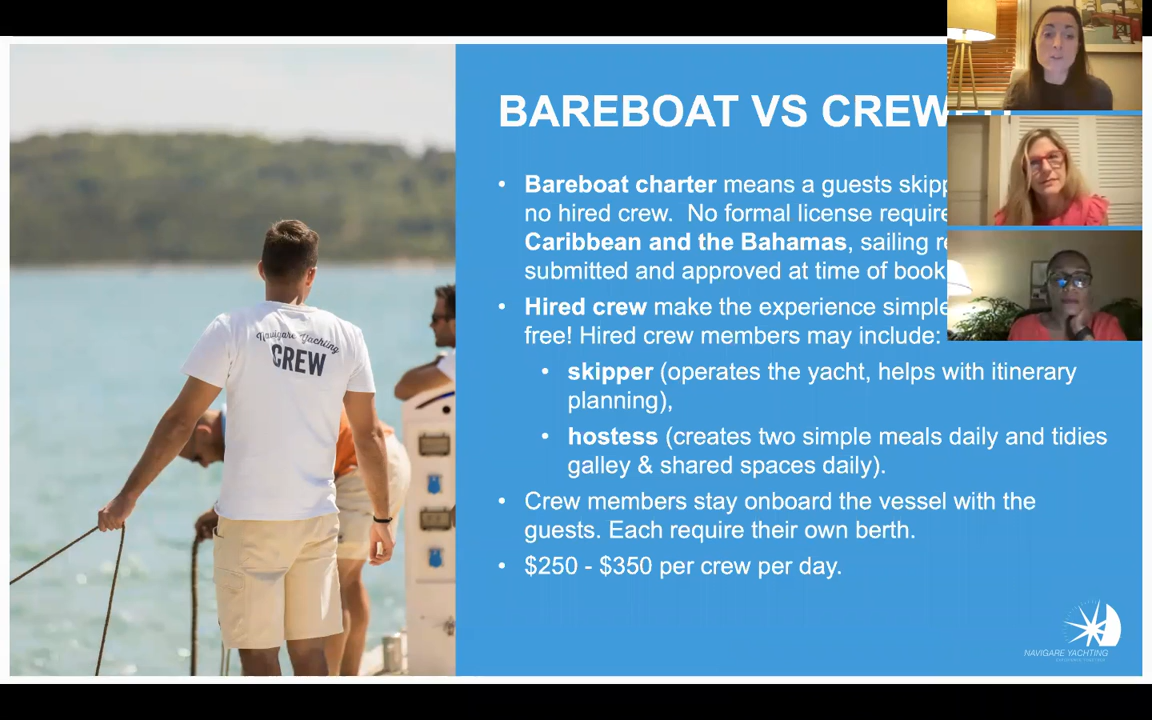 BAREBOAT VS CREW
Bareboat charter means a guests skip
no hired crew. No formal license require
Caribbean and the Bahamas, sailing re
submitted and approved at time of book
Hired crew make the experience simple
free! Hired crew members may include:
skipper (operates the yacht, helps with itinerary
planning),
hostess (creates two simple meals daily and tidies
galley & shared spaces daily).
Crew members stay onboard the vessel with the
guests. Each require their own berth.
$250 - $350 per crew per day.
Navigare Yachting
CREW
NAVIGARE YACHTING